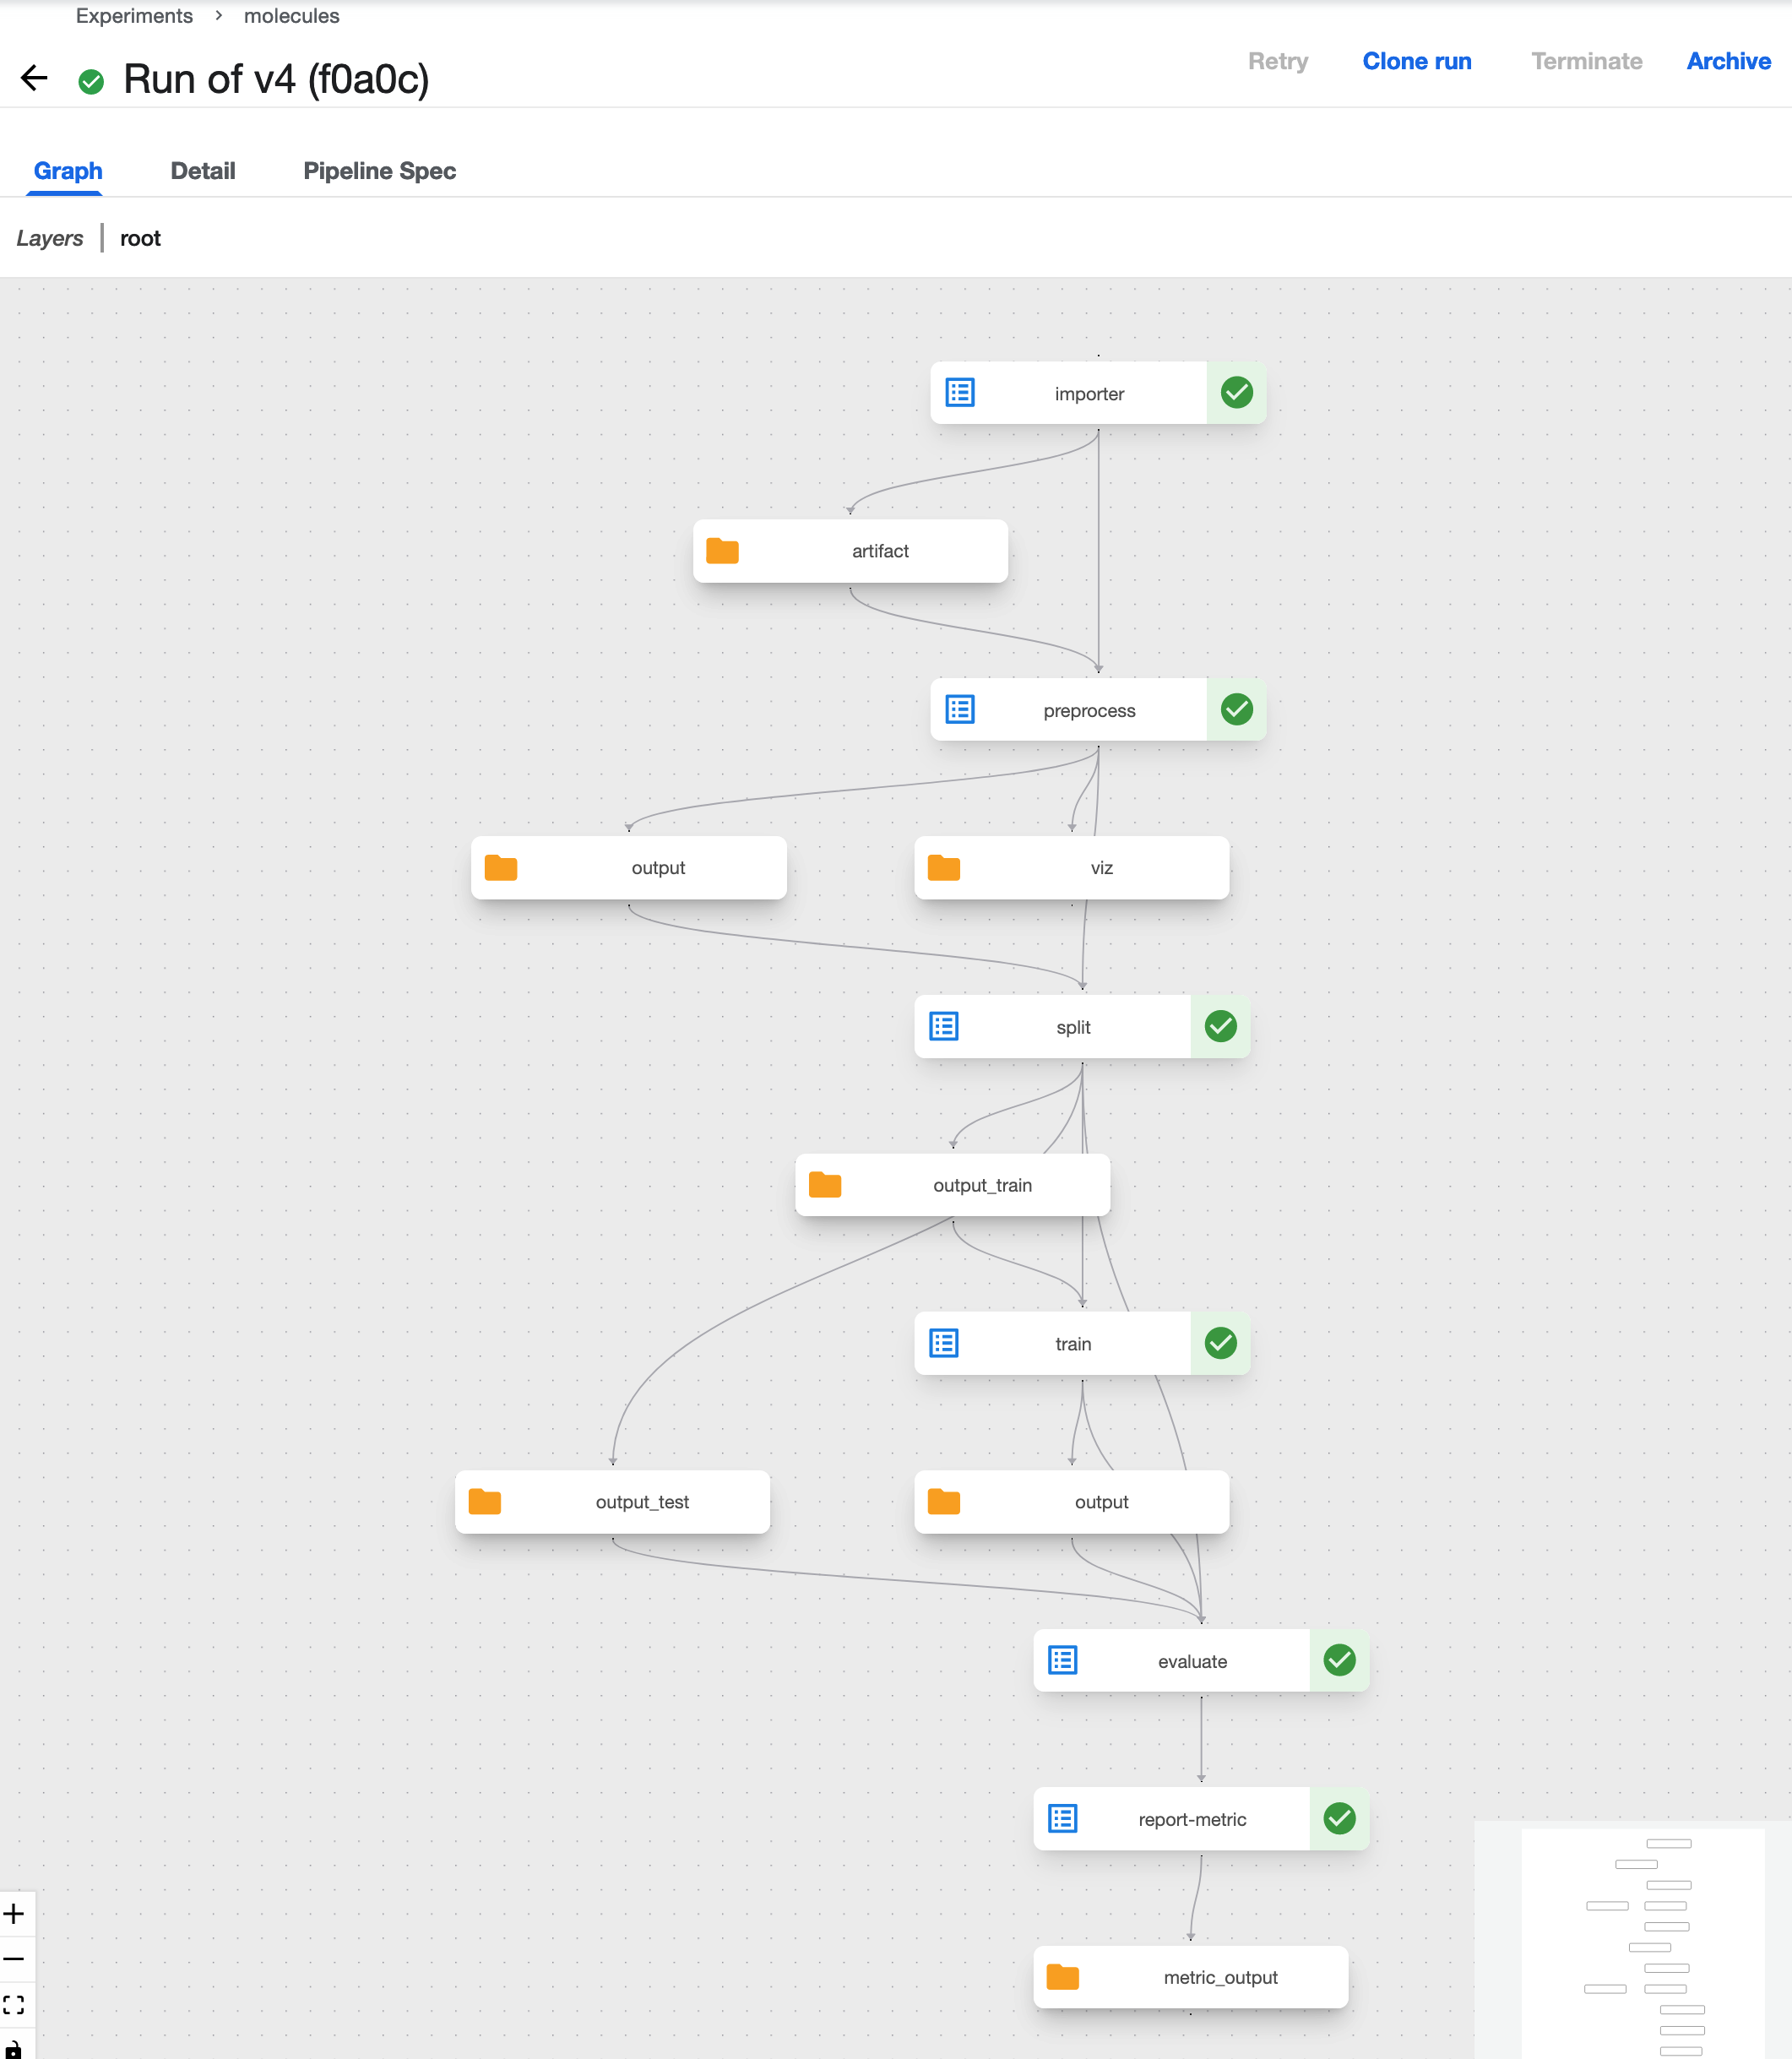 Experiments > molecules
Run of v4 (f0a0c)
Retry Clone run Terminate Archive
Graph Detail Pipeline Spec
Layers | root
importer
artifact
preprocess
output viz
split
output_train
train
output_test output
evaluate
report-metric
metric_output